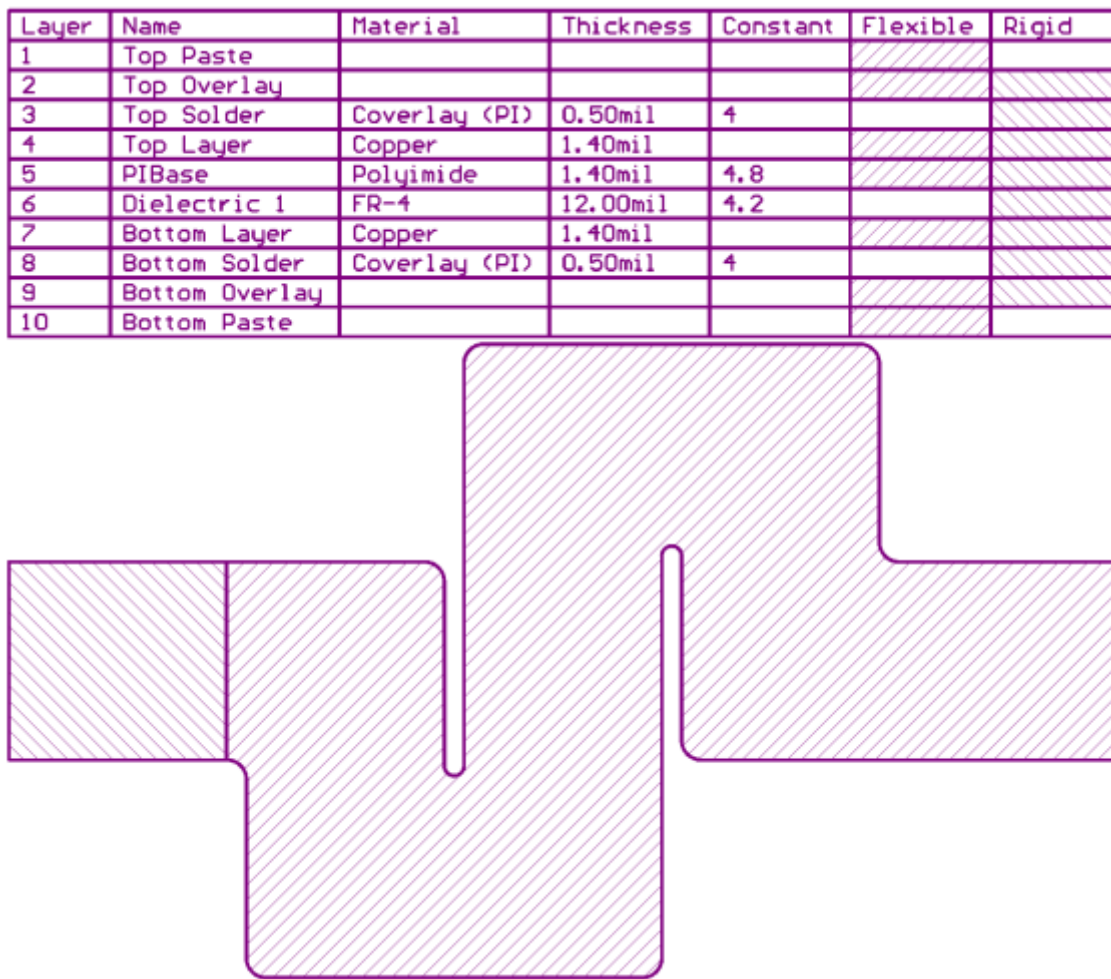 Layer Name Material Thickness Constant Flexible Rigid
1 Top Paste
2 Top Overlay
3 Top Solder Coverlay (PI) 0.50mil 4
4 Top Layer Copper 1.40mil
5 PIBase Polyimide 1.40mil 4.8
6 Dielectric 1 FR-4 12.00mil 4.2
7 Bottom Layer Copper 1.40mil
8 Bottom Solder Coverlay (PI) 0.50mil 4
9 Bottom Overlay
10 Bottom Paste